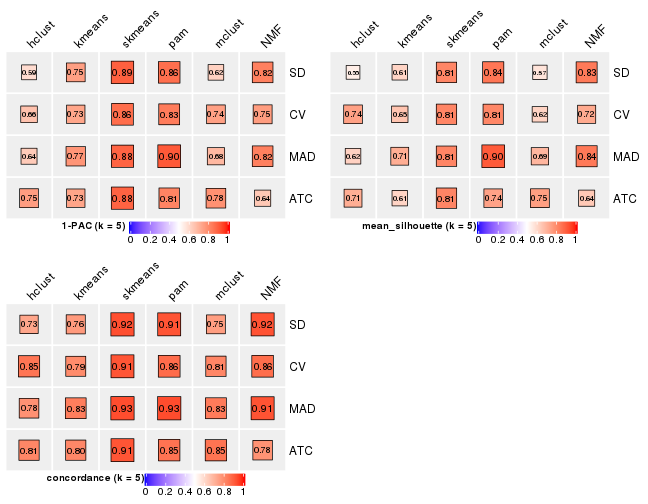 hclust kmeans skmeans pam mclust NMF
0.59 0.75 0.89 0.86 0.62 0.82 SD
0.66 0.73 0.86 0.83 0.74 0.75 CV
0.64 0.77 0.88 0.90 0.68 0.82 MAD
0.75 0.73 0.88 0.81 0.78 0.64 ATC
1-PAC (k = 5)
0 0.2 0.4 0.6 0.8 1
hclust kmeans skmeans pam mclust NMF
0.61 0.81 0.84 0.57 0.83 SD
0.74 0.65 0.81 0.81 0.62 0.72 CV
0.62 0.71 0.81 0.90 0.69 0.84 MAD
0.71 0.61 0.81 0.74 0.75 0.64 ATC
mean_silhouette (k = 5)
0 0.2 0.4 0.6 0.8 1
hclust kmeans skmeans pam mclust NMF
0.73 0.76 0.92 0.91 0.75 0.92 SD
0.85 0.79 0.91 0.86 0.81 0.86 CV
0.78 0.83 0.93 0.93 0.83 0.91 MAD
0.81 0.80 0.91 0.85 0.85 0.78 ATC
concordance (k = 5)
0 0.2 0.4 0.6 0.8 1